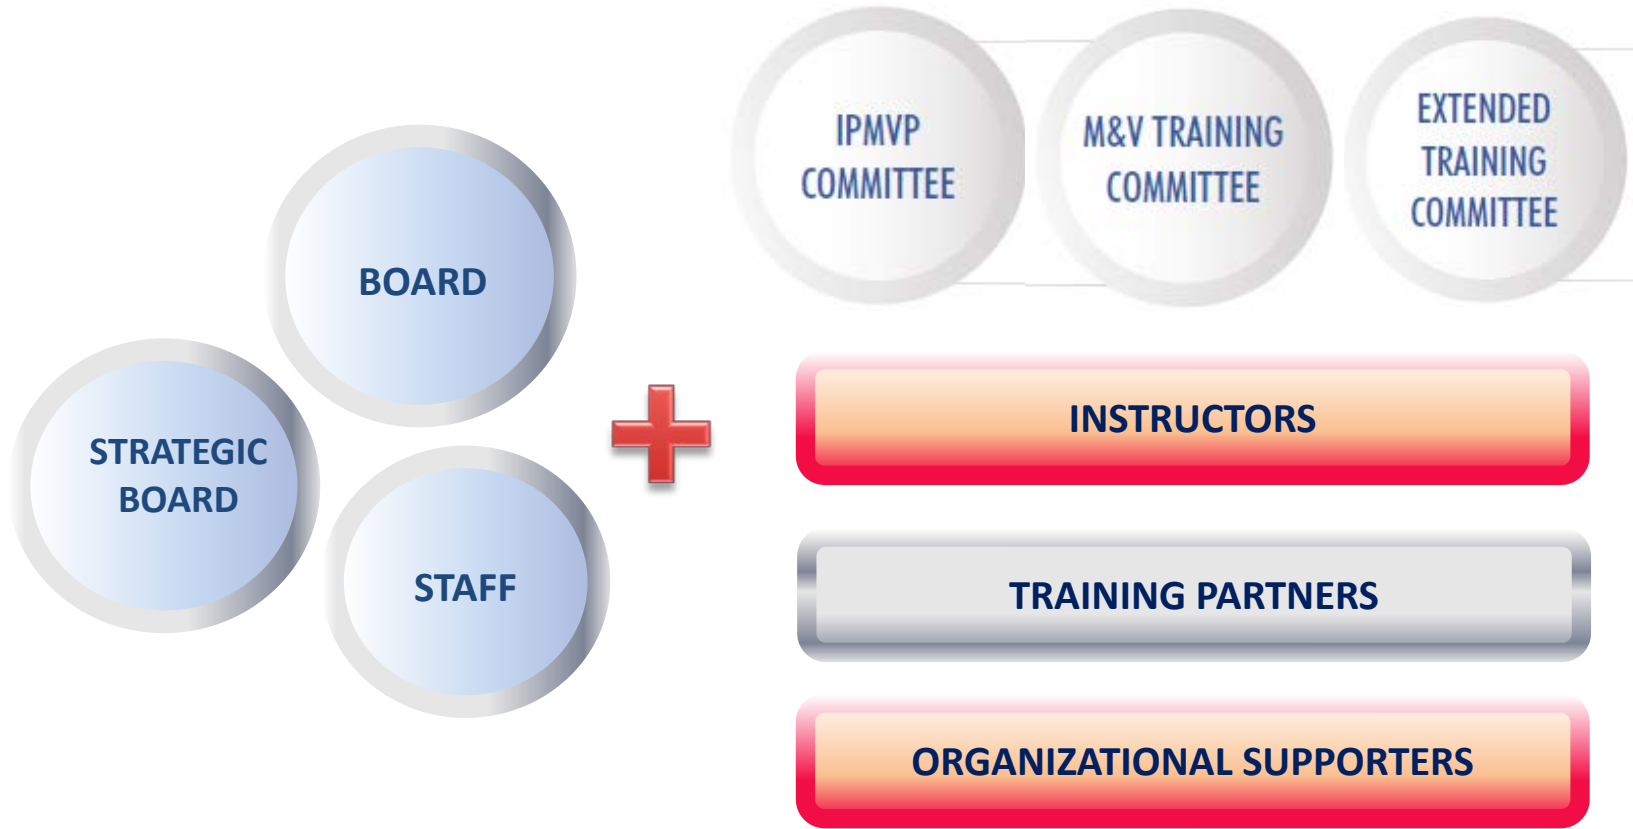 BOARD
STRATEGIC
BOARD
STAFF
IPMVP
COMMITTEE
M&V TRAINING
COMMITTEE
EXTENDED
TRAINING
COMMITTEE
INSTRUCTORS
TRAINING PARTNERS
ORGANIZATIONAL SUPPORTERS